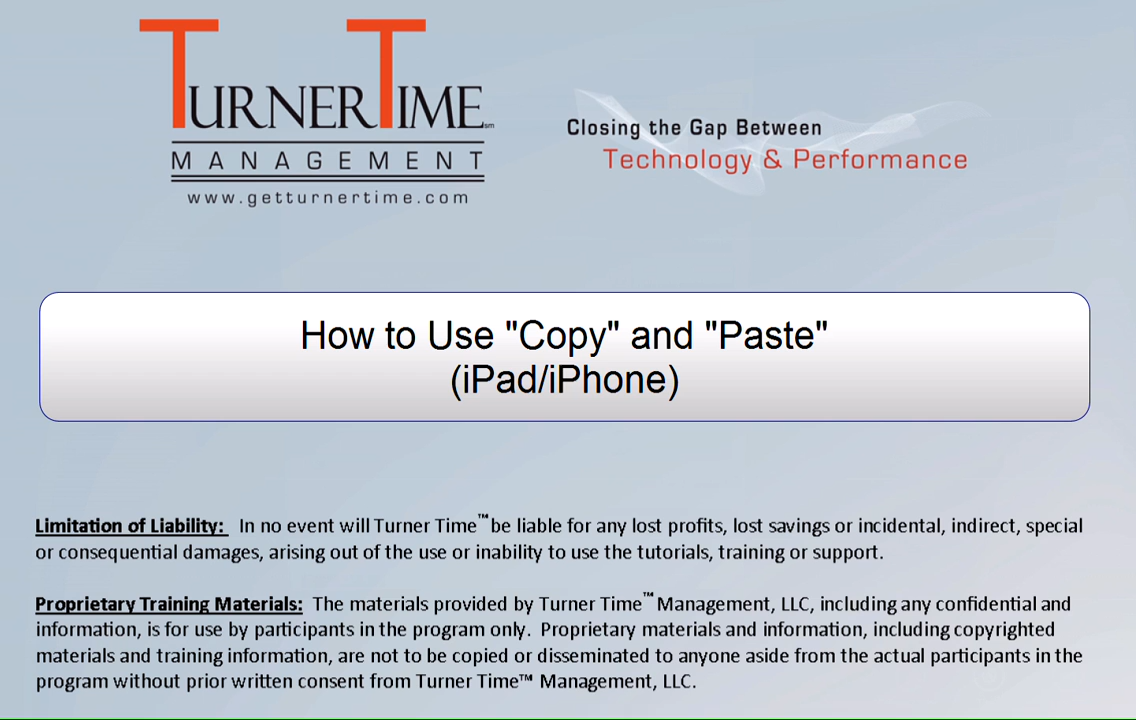 TURNERTIME℠
MANAGEMENT
www.getturnertime.com
Closing the Gap Between
Technology & Performance
How to Use "Copy" and "Paste"
(iPad/iPhone)
Limitation of Liability: In no event will Turner Time™ be liable for any lost profits, lost savings or incidental, indirect, special
or consequential damages, arising out of the use or inability to use the tutorials, training or support.
Proprietary Training Materials: The materials provided by Turner Time™ Management, LLC, including any confidential and
information, is for use by participants in the program only. Proprietary materials and information, including copyrighted
materials and training information, are not to be copied or disseminated to anyone aside from the actual participants in the
program without prior written consent from Turner Time™ Management, LLC.